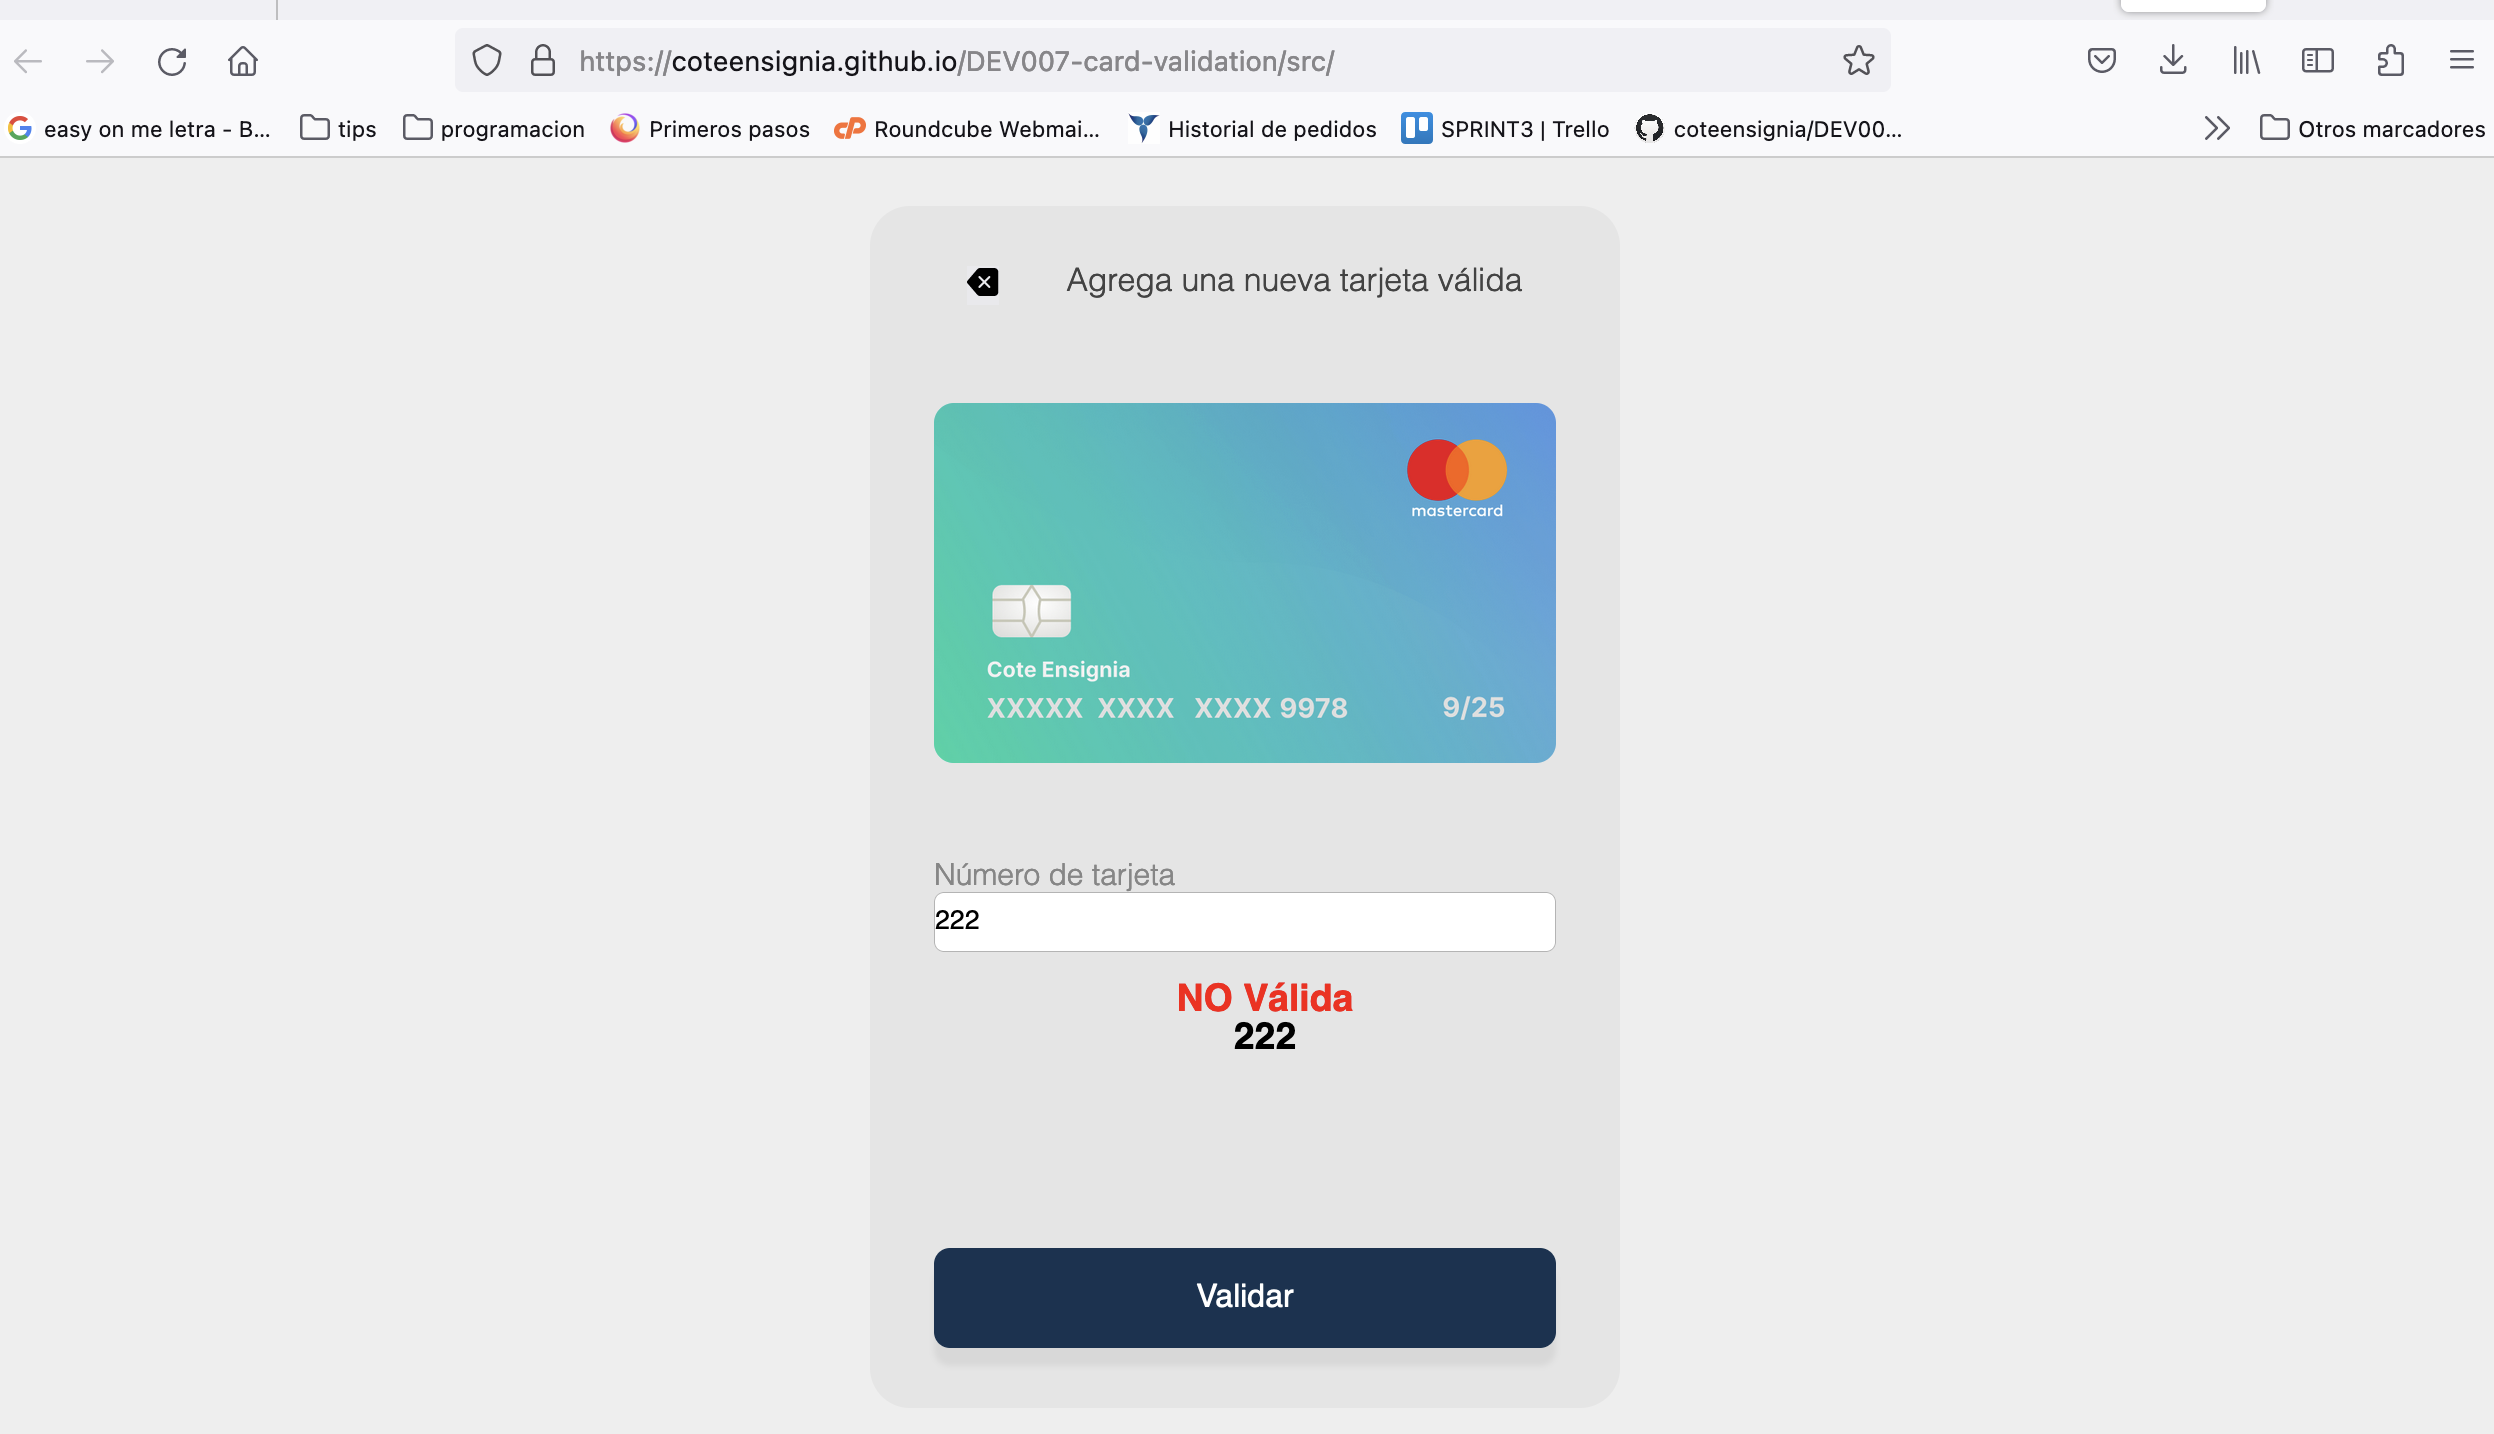 https://coteensignia.github.io/DEV007-card-validation/src/
easy on me letra - B... tips programacion Primeros pasos Roundcube Webmai... Historial de pedidos SPRINT3 | Trello coteensignia/DEV00... Otros marcadores
Agrega una nueva tarjeta válida
mastercard
Cote Ensignia
XXXXX XXXX XXXX 9978 9/25
Número de tarjeta
222
NO Válida
222
Validar